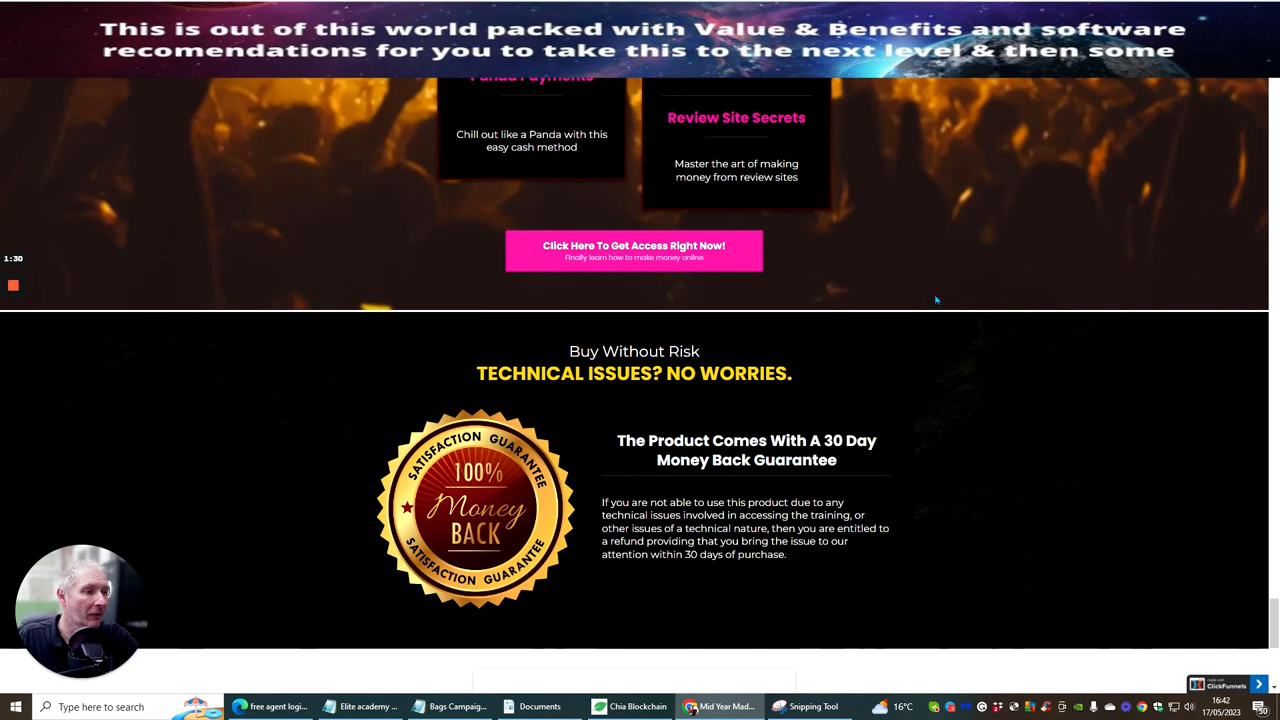 This is out of this world packed with Value & Benefits and software
recomendations for you to take this to the next level & then some
Panda Payments
Chill out like a Panda with this
easy cash method
Review Site Secrets
Master the art of making
money from review sites
Click Here To Get Access Right Now!
Finally learn how to make money online
1:30
Buy Without Risk
TECHNICAL ISSUES? NO WORRIES.
SATISFACTION GUARANTEE
100%
Money
BACK
SATISFACTION GUARANTEE
The Product Comes With A 30 Day
Money Back Guarantee
If you are not able to use this product due to any
technical issues involved in accessing the training, or
other issues of a technical nature, then you are entitled to
a refund providing that you bring the issue to our
attention within 30 days of purchase.
made with
ClickFunnels
Type here to search
free agent logi...
Elite academy ...
Bags Campaig...
Documents
Chia Blockchain
Mid Year Mad...
Snipping Tool
16°C
16:42
17/05/2023
50